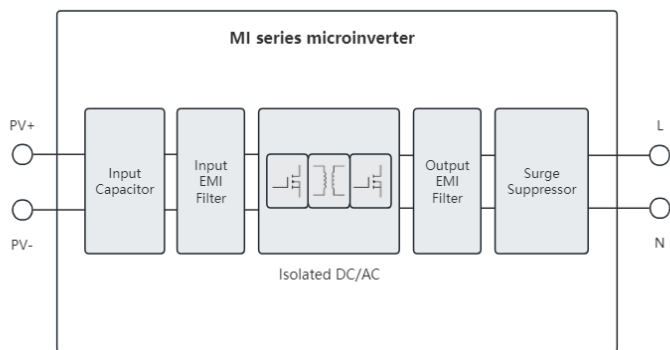 MI series microinverter
PV+
PV-
Input
Capacitor
Input
EMI
Filter
Isolated DC/AC
Output
EMI
Filter
Surge
Suppressor
L
N